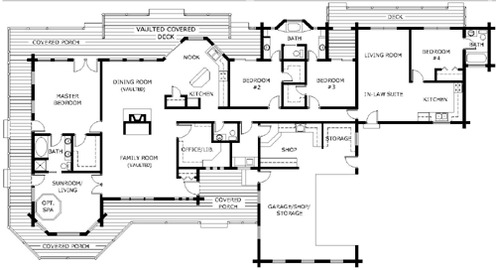 DECK
VAULTED COVERED
DECK
COVERED PORCH
BATH
LIVING ROOM
BEDROOM
#4
BATH
NOOK
DINING ROOM
(VAULTED)
BEDROOM
#2
BEDROOM
#3
MASTER
BEDROOM
KITCHEN
IN-LAW SUITE
KITCHEN
STORAGE
BATH
OFFICE/LIB.
SHOP
FAMILY ROOM
(VAULTED)
SUNROOM/
LIVING
OPT.
SPA
COVERED
PORCH
GARAGE/SHOP/
STORAGE
COVERED PORCH